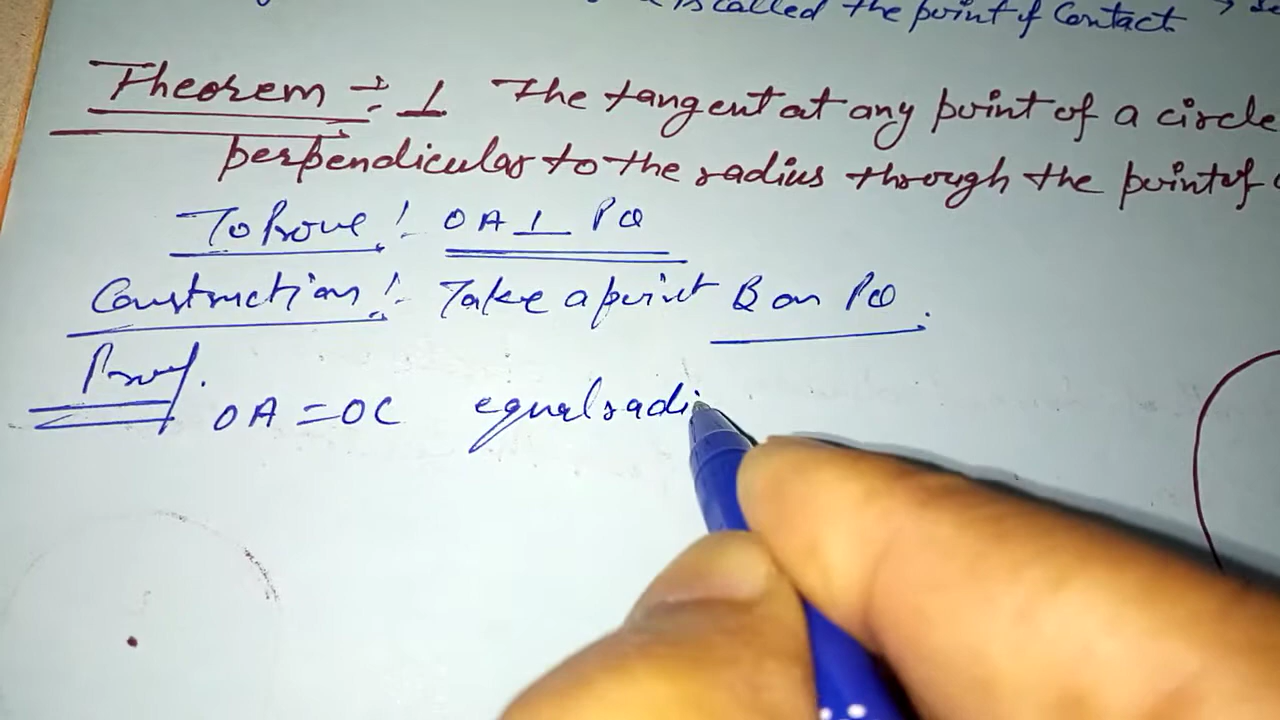 is called the point of Contact
Theorem ÷ 1 The tangent at any point of a circle
perpendicular to the radius through the point of
To Prove :- OA ⊥ PQ
Construction :- Take a point B on PQ.
Proof.
OA = OC equal radi